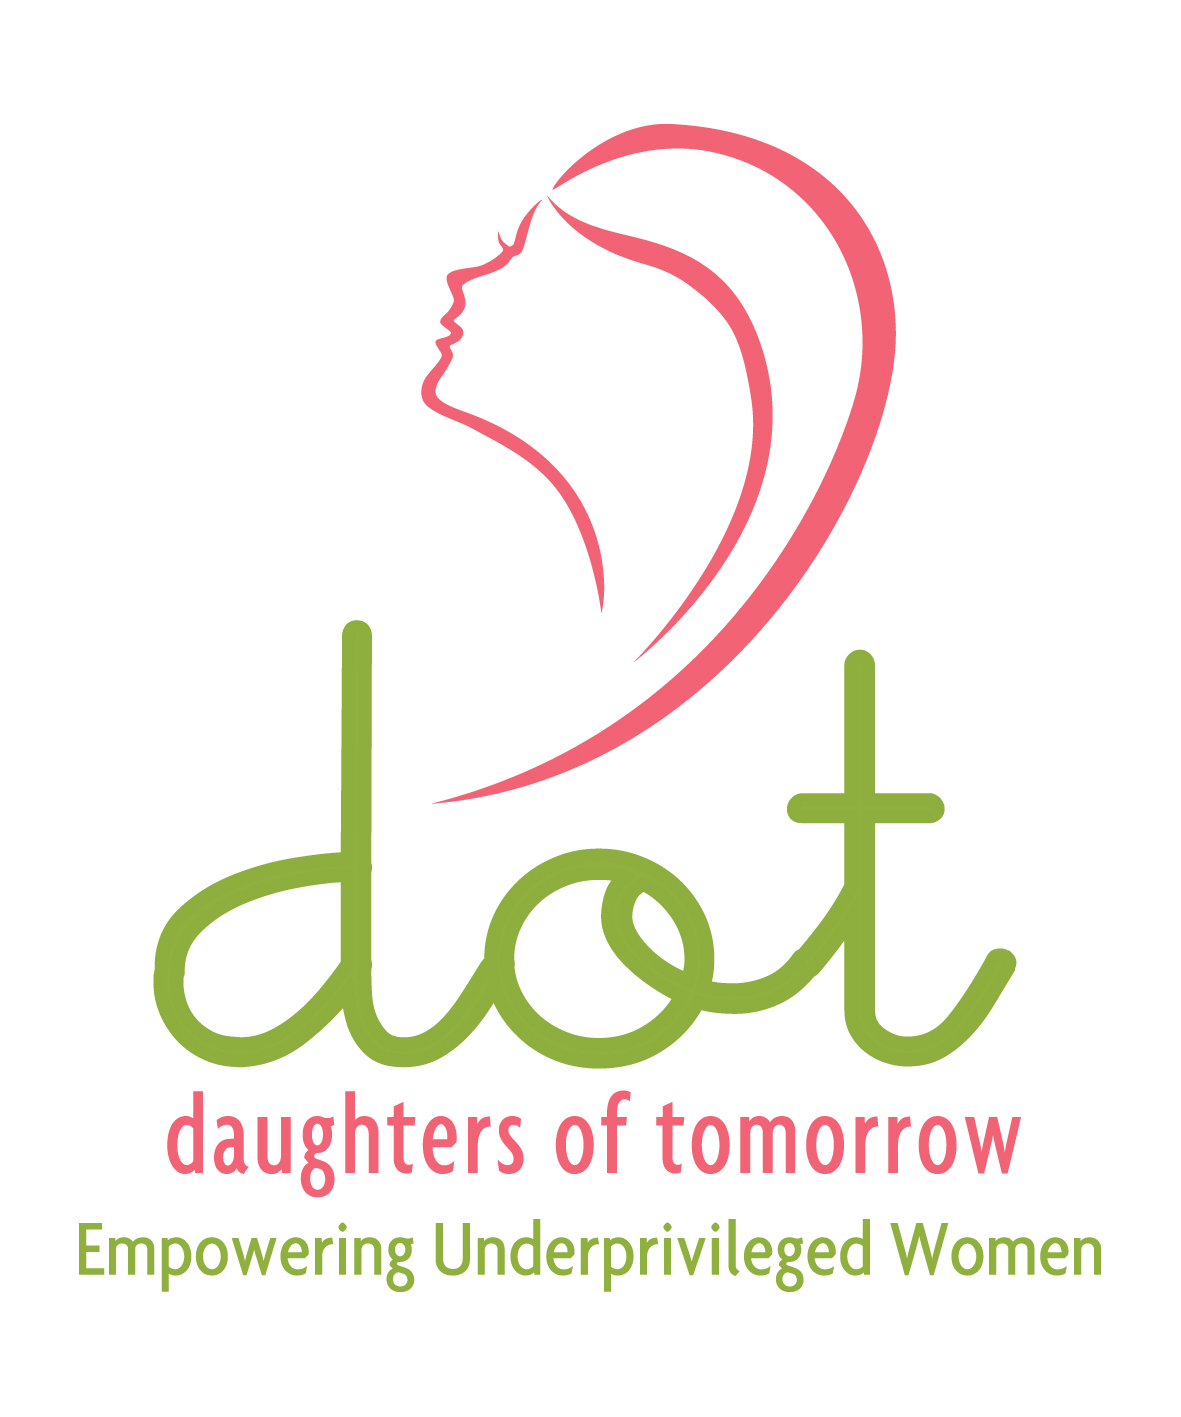 dot
daughters of tomorrow
Empowering Underprivileged Women